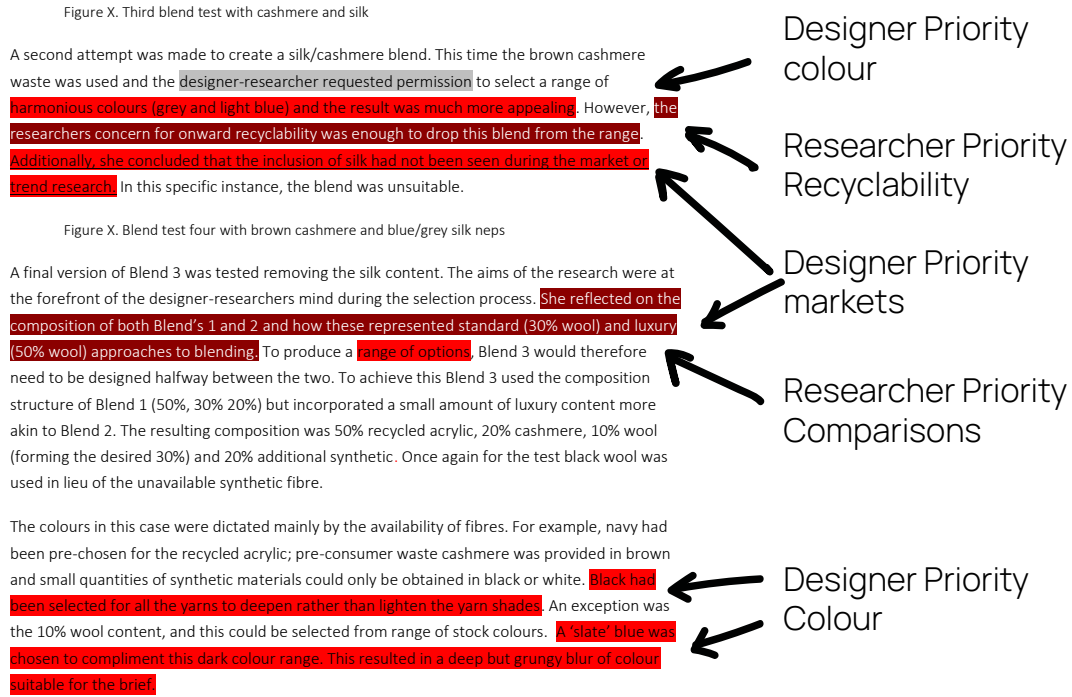 Figure X. Third blend test with cashmere and silk
A second attempt was made to create a silk/cashmere blend. This time the brown cashmere
waste was used and the designer-researcher requested permission to select a range of
harmonious colours (grey and light blue) and the result was much more appealing. However, the
researchers concern for onward recyclability was enough to drop this blend from the range.
Additionally, she concluded that the inclusion of silk had not been seen during the market or
trend research. In this specific instance, the blend was unsuitable.
Figure X. Blend test four with brown cashmere and blue/grey silk neps
A final version of Blend 3 was tested removing the silk content. The aims of the research were at
the forefront of the designer-researchers mind during the selection process. She reflected on the
composition of both Blend's 1 and 2 and how these represented standard (30% wool) and luxury
(50% wool) approaches to blending. To produce a range of options, Blend 3 would therefore
need to be designed halfway between the two. To achieve this Blend 3 used the composition
structure of Blend 1 (50%, 30% 20%) but incorporated a small amount of luxury content more
akin to Blend 2. The resulting composition was 50% recycled acrylic, 20% cashmere, 10% wool
(forming the desired 30%) and 20% additional synthetic. Once again for the test black wool was
used in lieu of the unavailable synthetic fibre.
The colours in this case were dictated mainly by the availability of fibres. For example, navy had
been pre-chosen for the recycled acrylic; pre-consumer waste cashmere was provided in brown
and small quantities of synthetic materials could only be obtained in black or white. Black had
been selected for all the yarns to deepen rather than lighten the yarn shades. An exception was
the 10% wool content, and this could be selected from range of stock colours. A 'slate' blue was
chosen to compliment this dark colour range. This resulted in a deep but grungy blur of colour
suitable for the brief.
Designer Priority
colour
Researcher Priority
Recyclability
Designer Priority
markets
Researcher Priority
Comparisons
Designer Priority
Colour